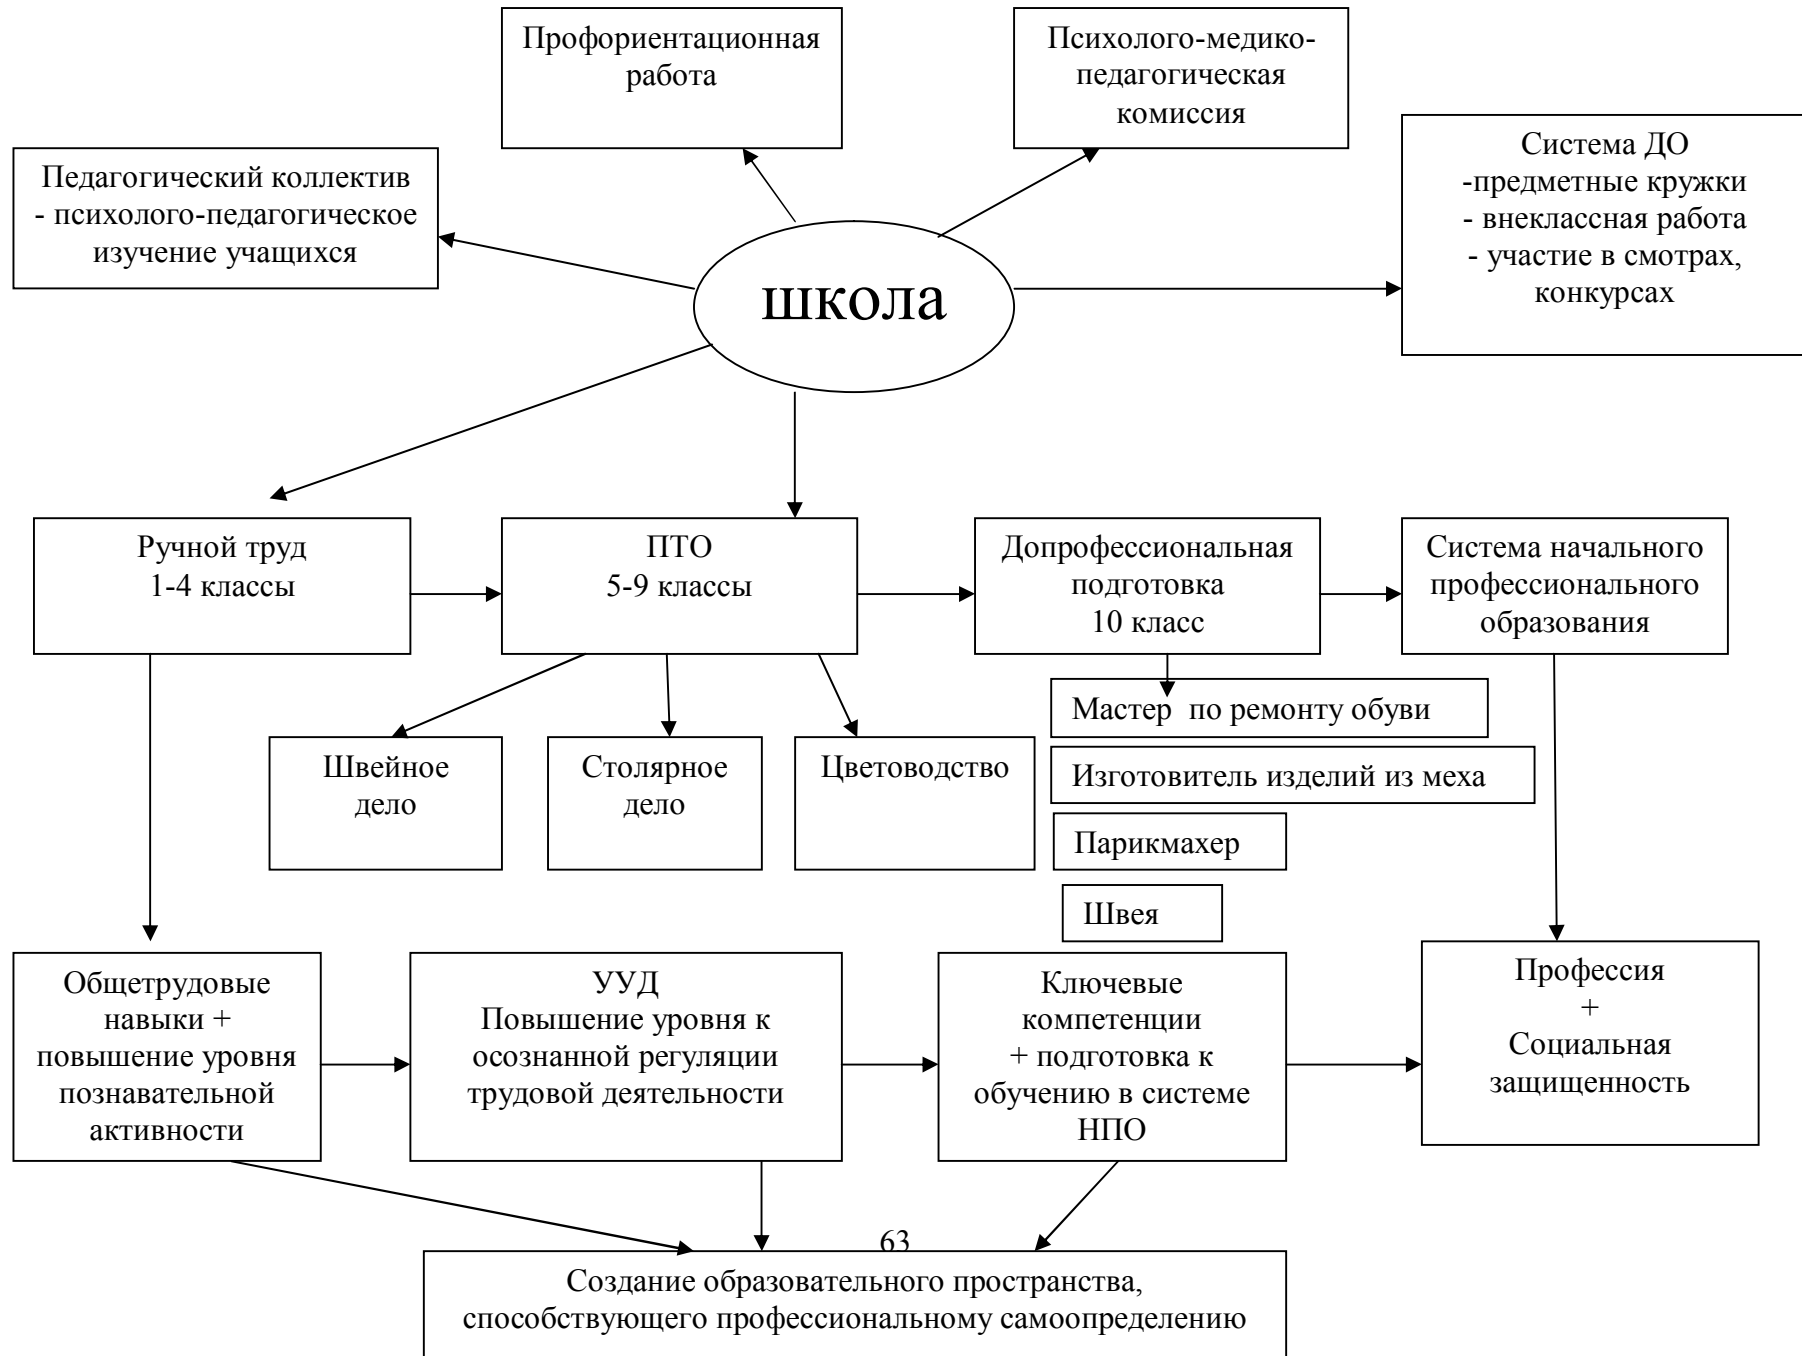 Профориентационная
работа
Психолого-медико-
педагогическая
комиссия
Педагогический коллектив
- психолого-педагогическое
изучение учащихся
Система ДО
-предметные кружки
- внеклассная работа
- участие в смотрах,
конкурсах
школа
Ручной труд
1-4 классы
ПТО
5-9 классы
Допрофессиональная
подготовка
10 класс
Система начального
профессионального
образования
Швейное
дело
Столярное
дело
Цветоводство
Мастер  по ремонту обуви
Изготовитель изделий из меха
Парикмахер
Швея
Общетрудовые
навыки +
повышение уровня
познавательной
активности
УУД
Повышение уровня к
осознанной регуляции
трудовой деятельности
Ключевые
компетенции
+ подготовка к
обучению в системе
НПО
Профессия
+
Социальная
защищенность
63
Создание образовательного пространства,
способствующего профессиональному самоопределению